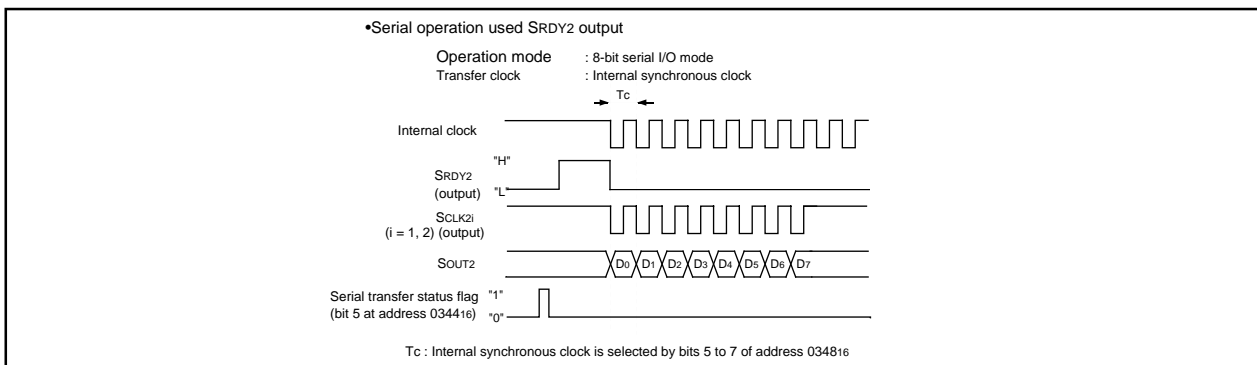 •Serial operation used SRDY2 output
Operation mode : 8-bit serial I/O mode
Transfer clock : Internal synchronous clock
Tc
Internal clock
"H"
SRDY2
(output) "L"
SCLK2i
(i = 1, 2) (output)
SOUT2 D0 D1 D2 D3 D4 D5 D6 D7
Serial transfer status flag "1"
(bit 5 at address 034416) "0"
Tc : Internal synchronous clock is selected by bits 5 to 7 of address 034816